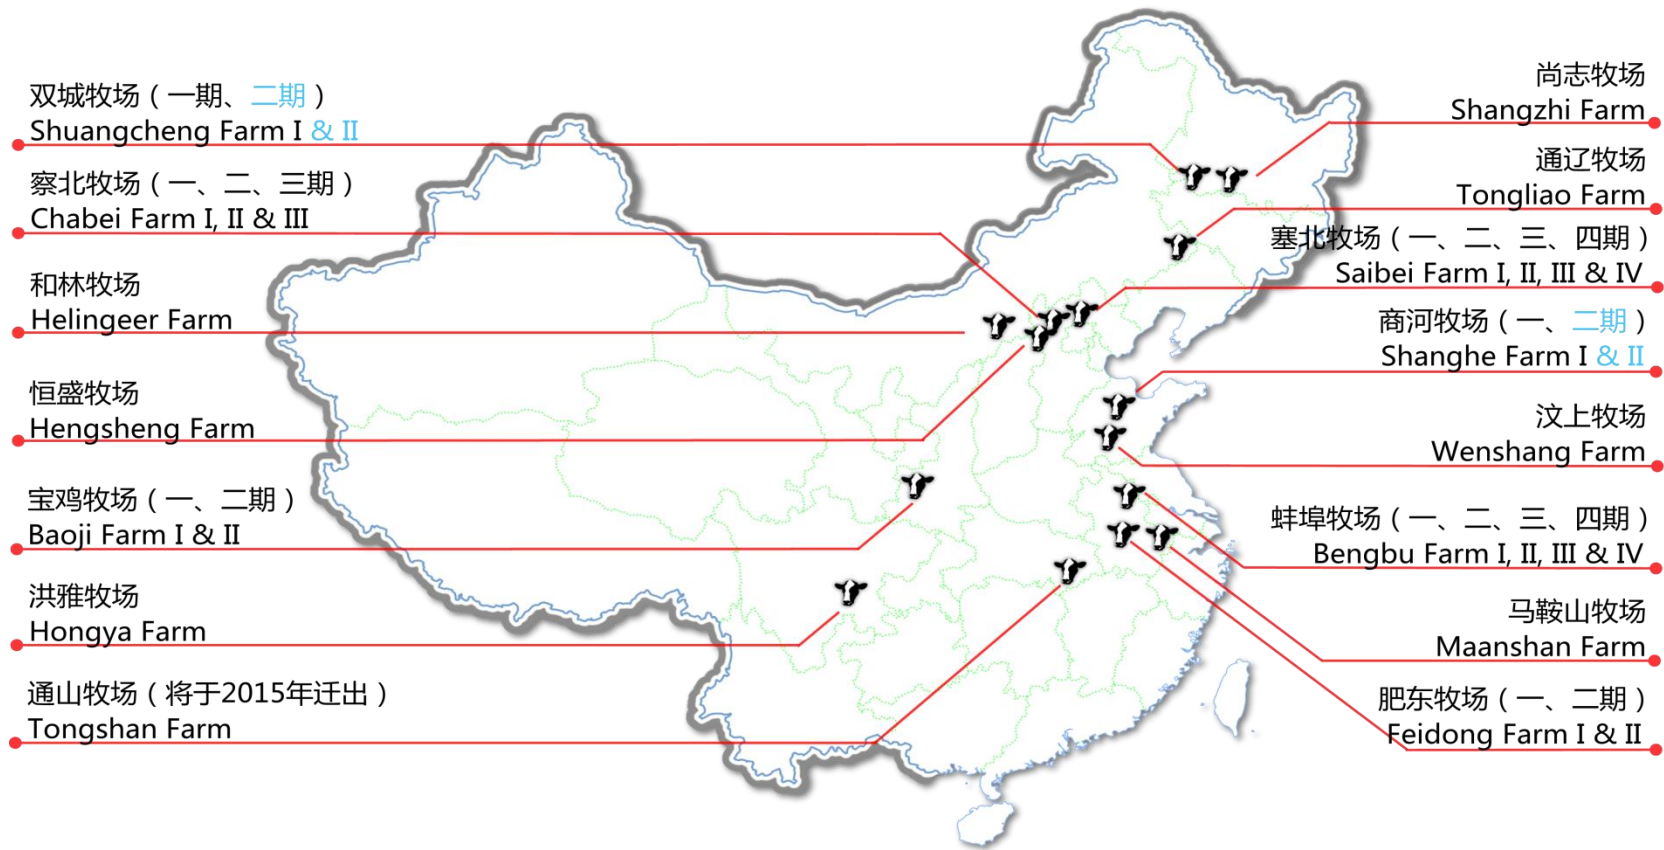 双城牧场（一期、二期）
Shuangcheng Farm I & II
察北牧场（一、二、三期）
Chabei Farm I, II & III
和林牧场
Helingeer Farm
恒盛牧场
Hengsheng Farm
宝鸡牧场（一、二期）
Baoji Farm I & II
洪雅牧场
Hongya Farm
通山牧场（将于2015年迁出）
Tongshan Farm
尚志牧场
Shangzhi Farm
通辽牧场
Tongliao Farm
塞北牧场（一、二、三、四期）
Saibei Farm I, II, III & IV
商河牧场（一、二期）
Shanghe Farm I & II
汶上牧场
Wenshang Farm
蚌埠牧场（一、二、三、四期）
Bengbu Farm I, II, III & IV
马鞍山牧场
Maanshan Farm
肥东牧场（一、二期）
Feidong Farm I & II